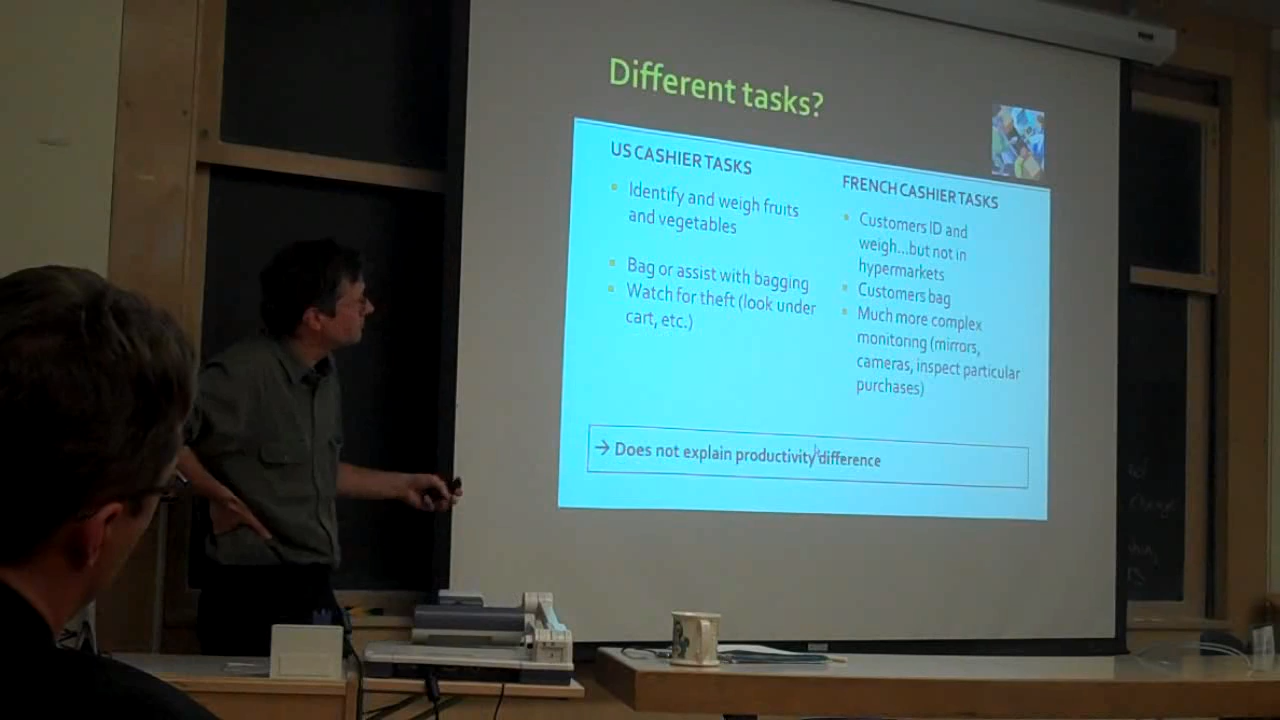 Different tasks?
US CASHIER TASKS
Identify and weigh fruits
and vegetables
Bag or assist with bagging
Watch for theft (look under
cart, etc.)
FRENCH CASHIER TASKS
Customers ID and
weigh...but not in
hypermarkets
Customers bag
Much more complex
monitoring (mirrors,
cameras, inspect particular
purchases)
→ Does not explain productivity difference